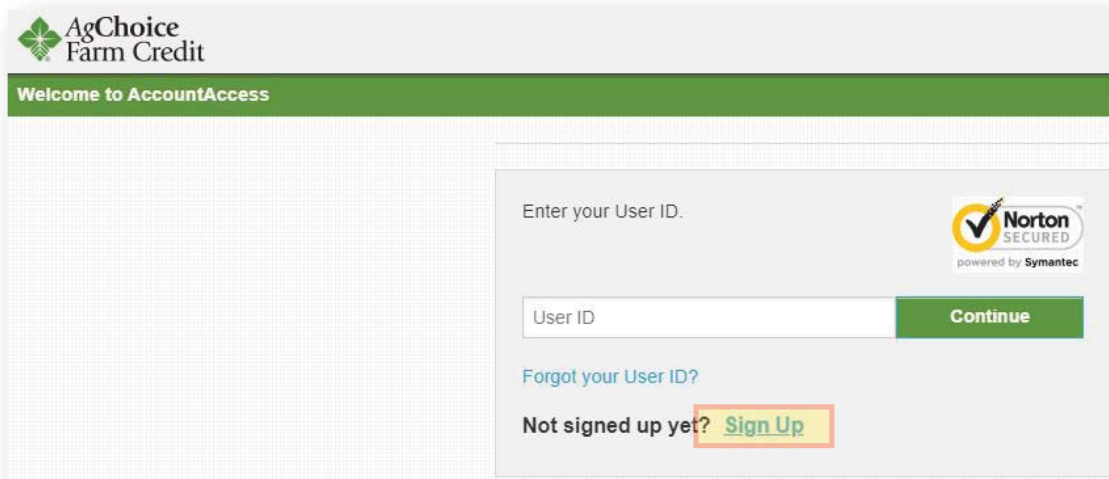 AgChoice
Farm Credit
Welcome to AccountAccess
Enter your User ID.
Norton
SECURED
powered by Symantec
User ID
Continue
Forgot your User ID?
Not signed up yet? Sign Up